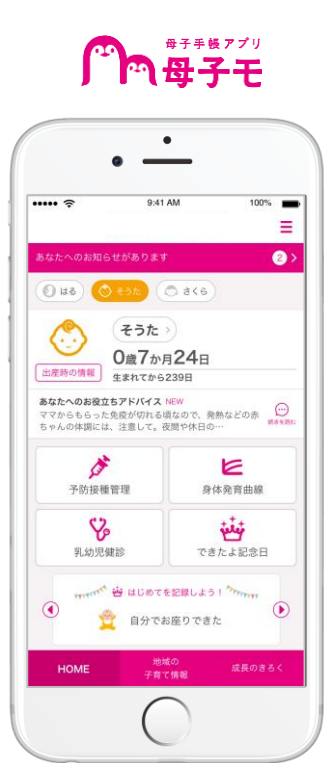 母子手帳アプリ
母子モ
9:41 AM
100%
あなたへのお知らせがあります
2
はる
そうた
さくら
そうた
0歳7か月24日
出産時の情報
生まれてから239日
あなたへのお役立ちアドバイス NEW
ママからもらった免疫が切れる頃なので、発熱などの赤
ちゃんの体調には、注意して。夜間や休日の…
続きを読む
予防接種管理
身体発育曲線
乳幼児健診
できたよ記念日
はじめてを記録しよう！
自分でお座りできた
HOME
地域の
子育て情報
成長のきろく